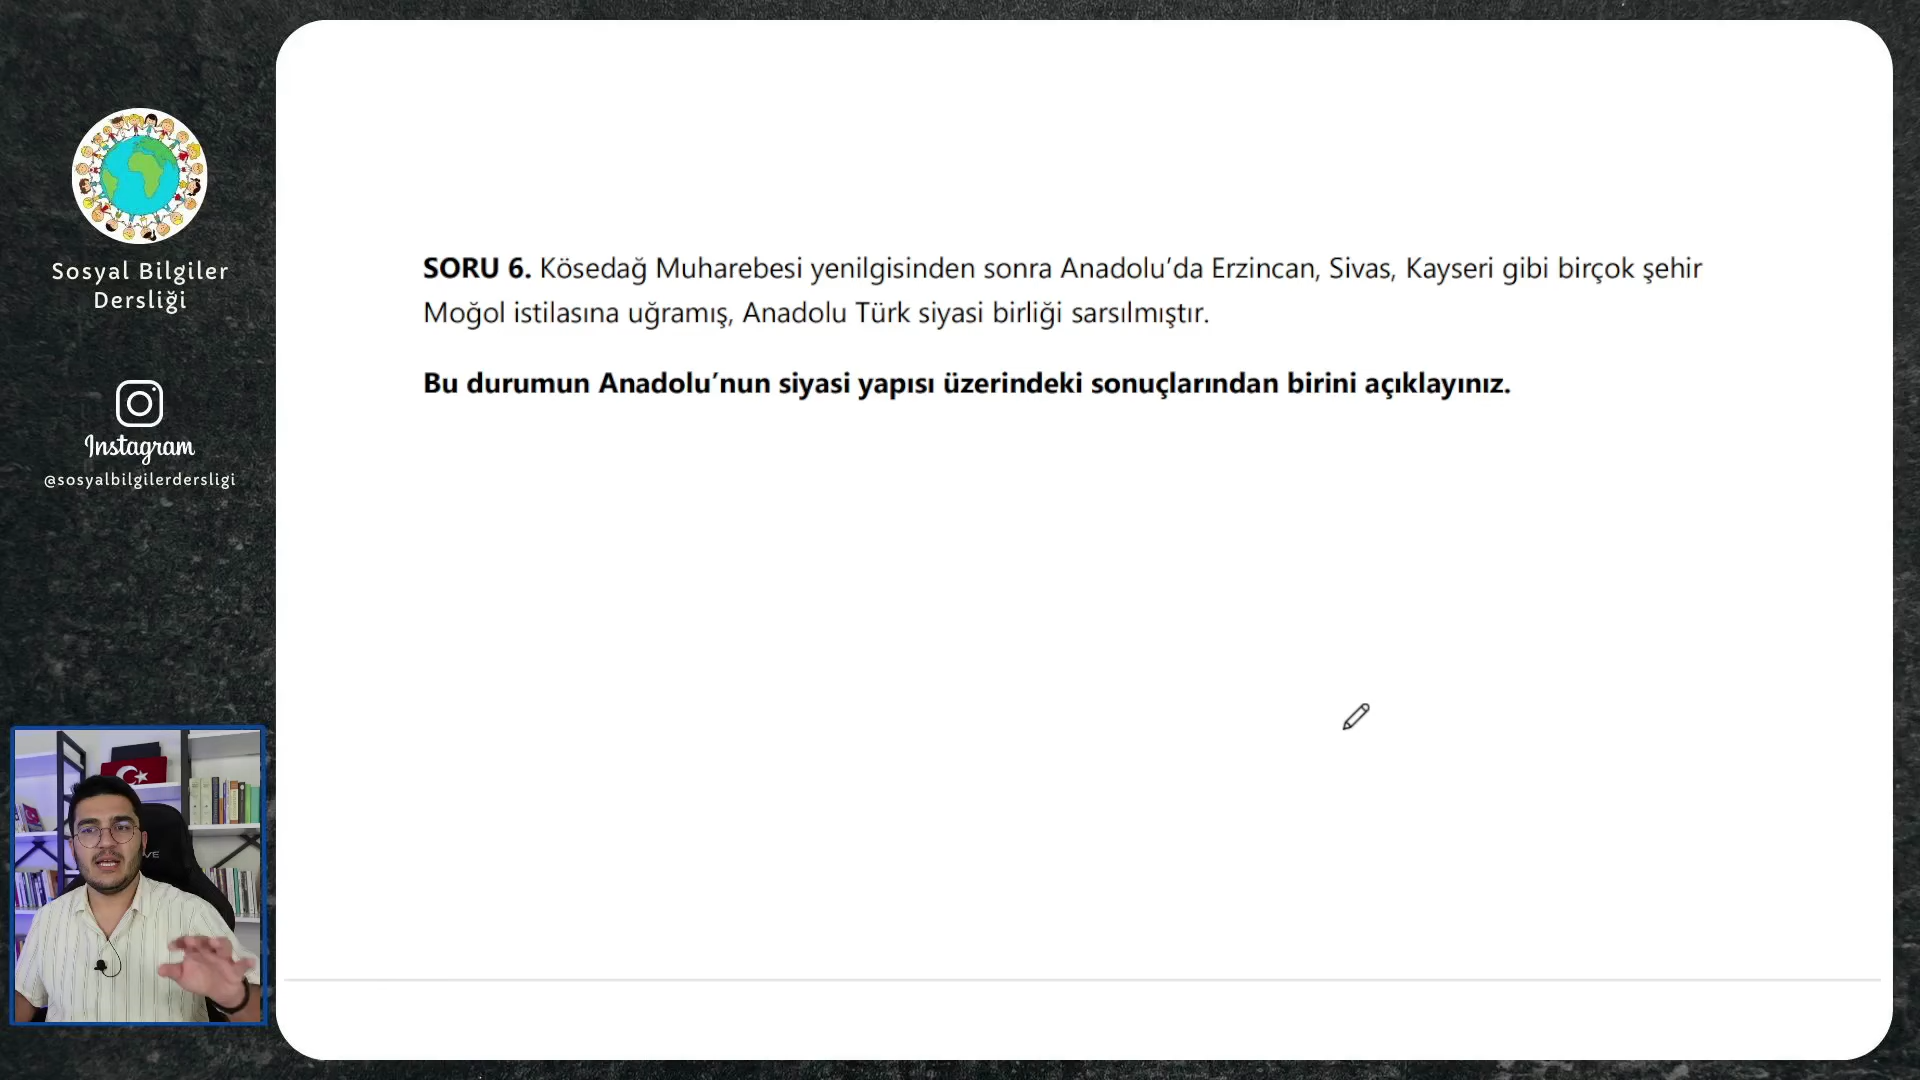 Sosyal Bilgiler
Dersliği
Instagram
@sosyalbilgilerdersligi
SORU 6. Kösedağ Muharebesi yenilgisinden sonra Anadolu’da Erzincan, Sivas, Kayseri gibi birçok şehir
Moğol istilasına uğramış, Anadolu Türk siyasi birliği sarsılmıştır.
Bu durumun Anadolu’nun siyasi yapısı üzerindeki sonuçlarından birini açıklayınız.